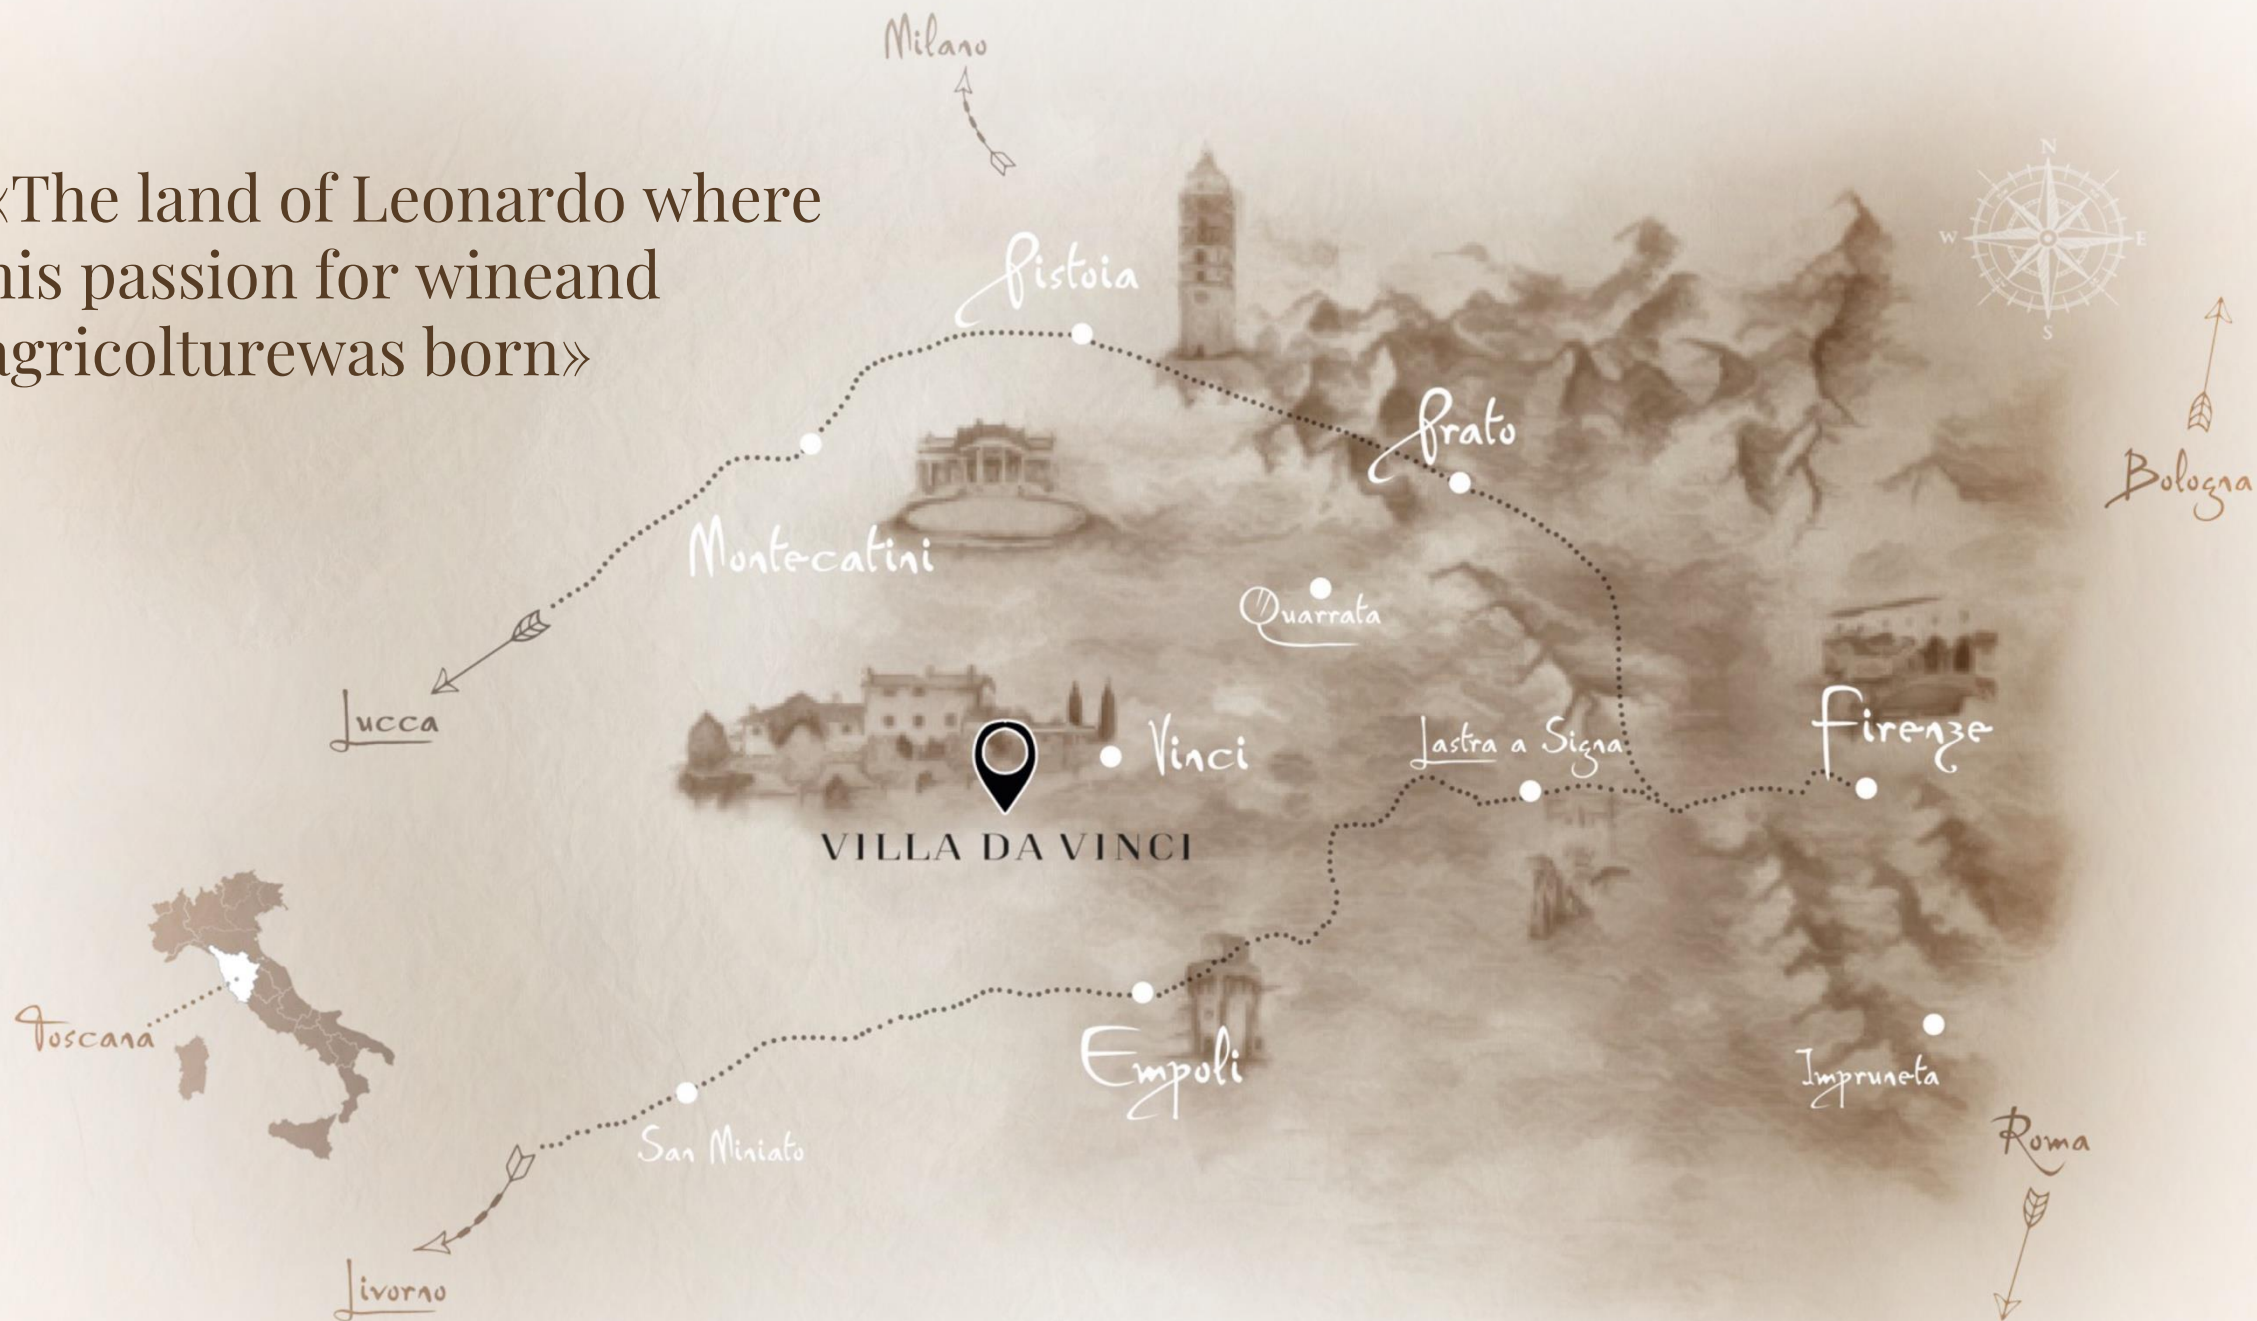 Milano
«The land of Leonardo where
his passion for wineand
agricolturewas born»
N
W
E
S
Pistoia
Prato
Bologna
Montecatini
Quarrata
Lucca
Vinci
Lastra a Signa
Firenze
VILLA DA VINCI
Toscana
Empoli
Impruneta
San Miniato
Roma
Livorno